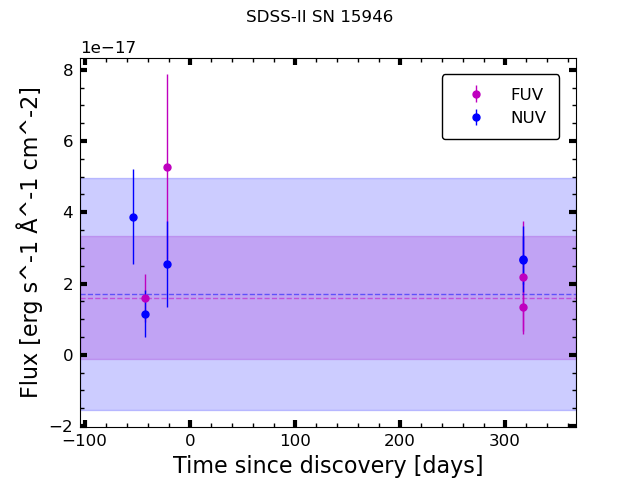 SDSS-II SN 15946
1e−17
FUV
NUV
8
6
4
2
0
−2
−100 0 100 200 300
Flux [erg s^-1 Å^-1 cm^-2]
Time since discovery [days]